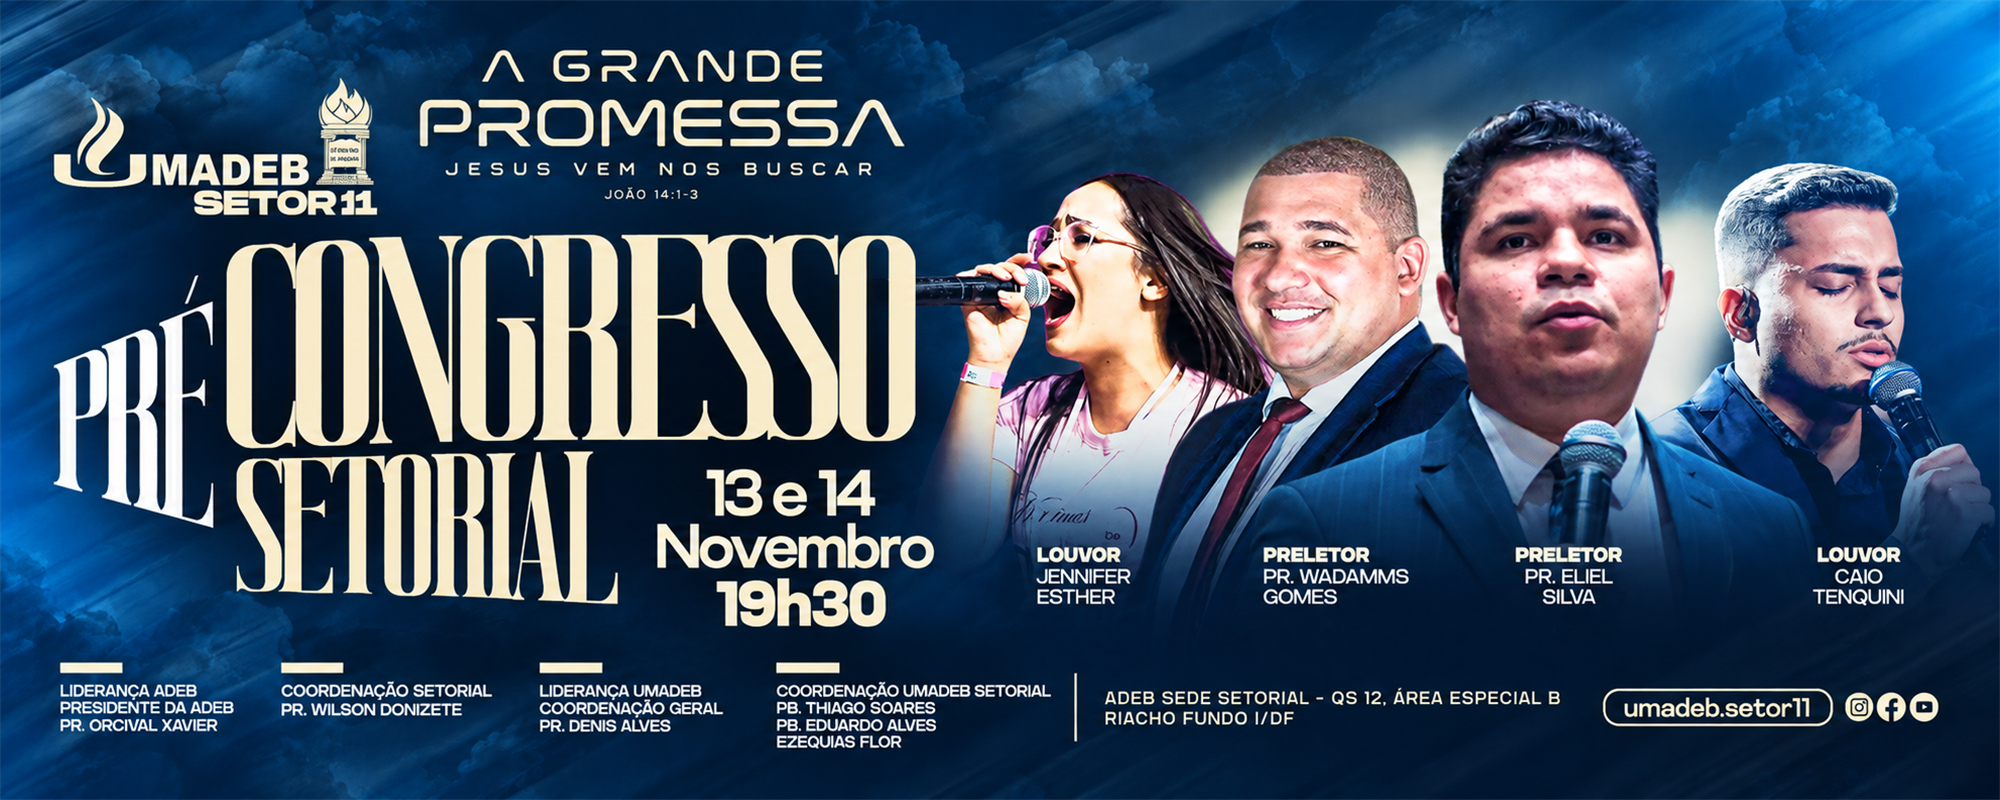 UMADEB
SETOR 11
A GRANDE
PROMESSA
JESUS VEM NOS BUSCAR
JOÃO 14:1-3
PRÉ
CONGRESSO
SETORIAL
13 e 14
Novembro
19h30
LOUVOR
JENNIFER
ESTHER
PRELETOR
PR. WADAMMS
GOMES
PRELETOR
PR. ELIEL
SILVA
LOUVOR
CAIO
TENQUINI
LIDERANÇA ADEB
PRESIDENTE DA ADEB
PR. ORCIVAL XAVIER
COORDENAÇÃO SETORIAL
PR. WILSON DONIZETE
LIDERANÇA UMADEB
COORDENAÇÃO GERAL
PR. DENIS ALVES
COORDENAÇÃO UMADEB SETORIAL
PB. THIAGO SOARES
PB. EDUARDO ALVES
EZEQUIAS FLOR
ADEB SEDE SETORIAL - QS 12, ÁREA ESPECIAL B
RIACHO FUNDO I/DF
umadeb.setor11